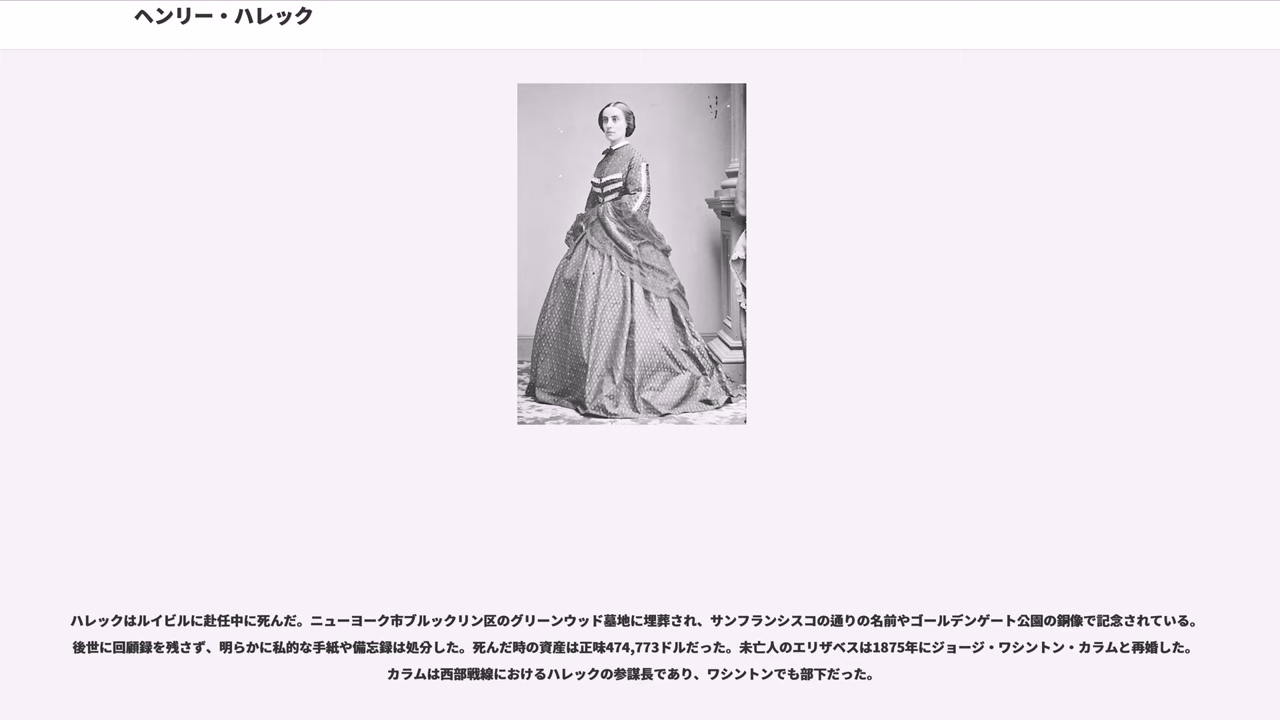 ヘンリー・ハレック
ハレックはルイビルに赴任中に死んだ。ニューヨーク市ブルックリン区のグリーンウッド墓地に埋葬され、サンフランシスコの通りの名前やゴールデンゲート公園の銅像で記念されている。
後世に回顧録を残さず、明らかに私的な手紙や備忘録は処分した。死んだ時の資産は正味474,773ドルだった。未亡人のエリザベスは1875年にジョージ・ワシントン・カラムと再婚した。
カラムは西部戦線におけるハレックの参謀長であり、ワシントンでも部下だった。